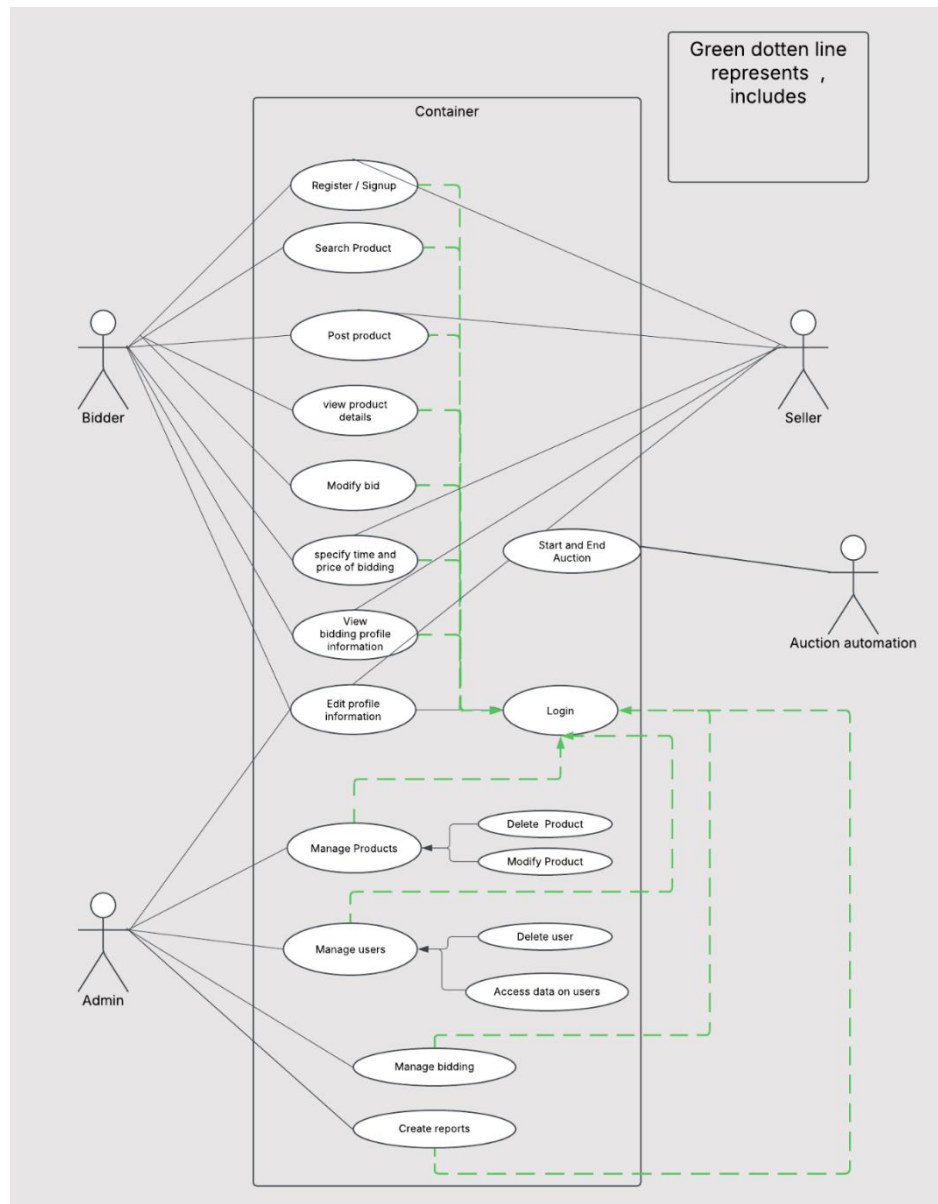 Green dotten line
represents ,
includes
Container
Register / Signup
Search Product
Post product
Bidder
Seller
view product
details
Modify bid
specify time and
price of bidding
Start and End
Auction
Auction automation
View
bidding profile
information
Edit profile
information
Login
Delete Product
Manage Products
Modify Product
Admin
Delete user
Manage users
Access data on users
Manage bidding
Create reports